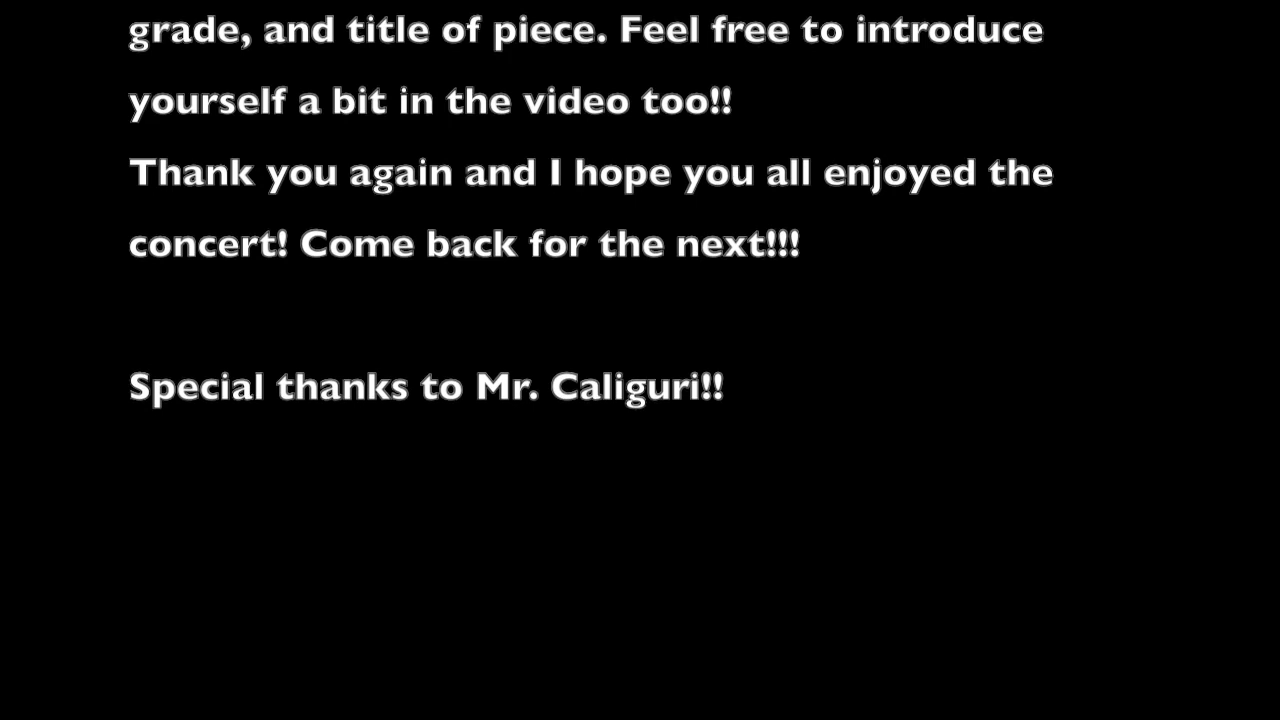 grade, and title of piece. Feel free to introduce
yourself a bit in the video too!!
Thank you again and I hope you all enjoyed the
concert! Come back for the next!!!
Special thanks to Mr. Caliguri!!